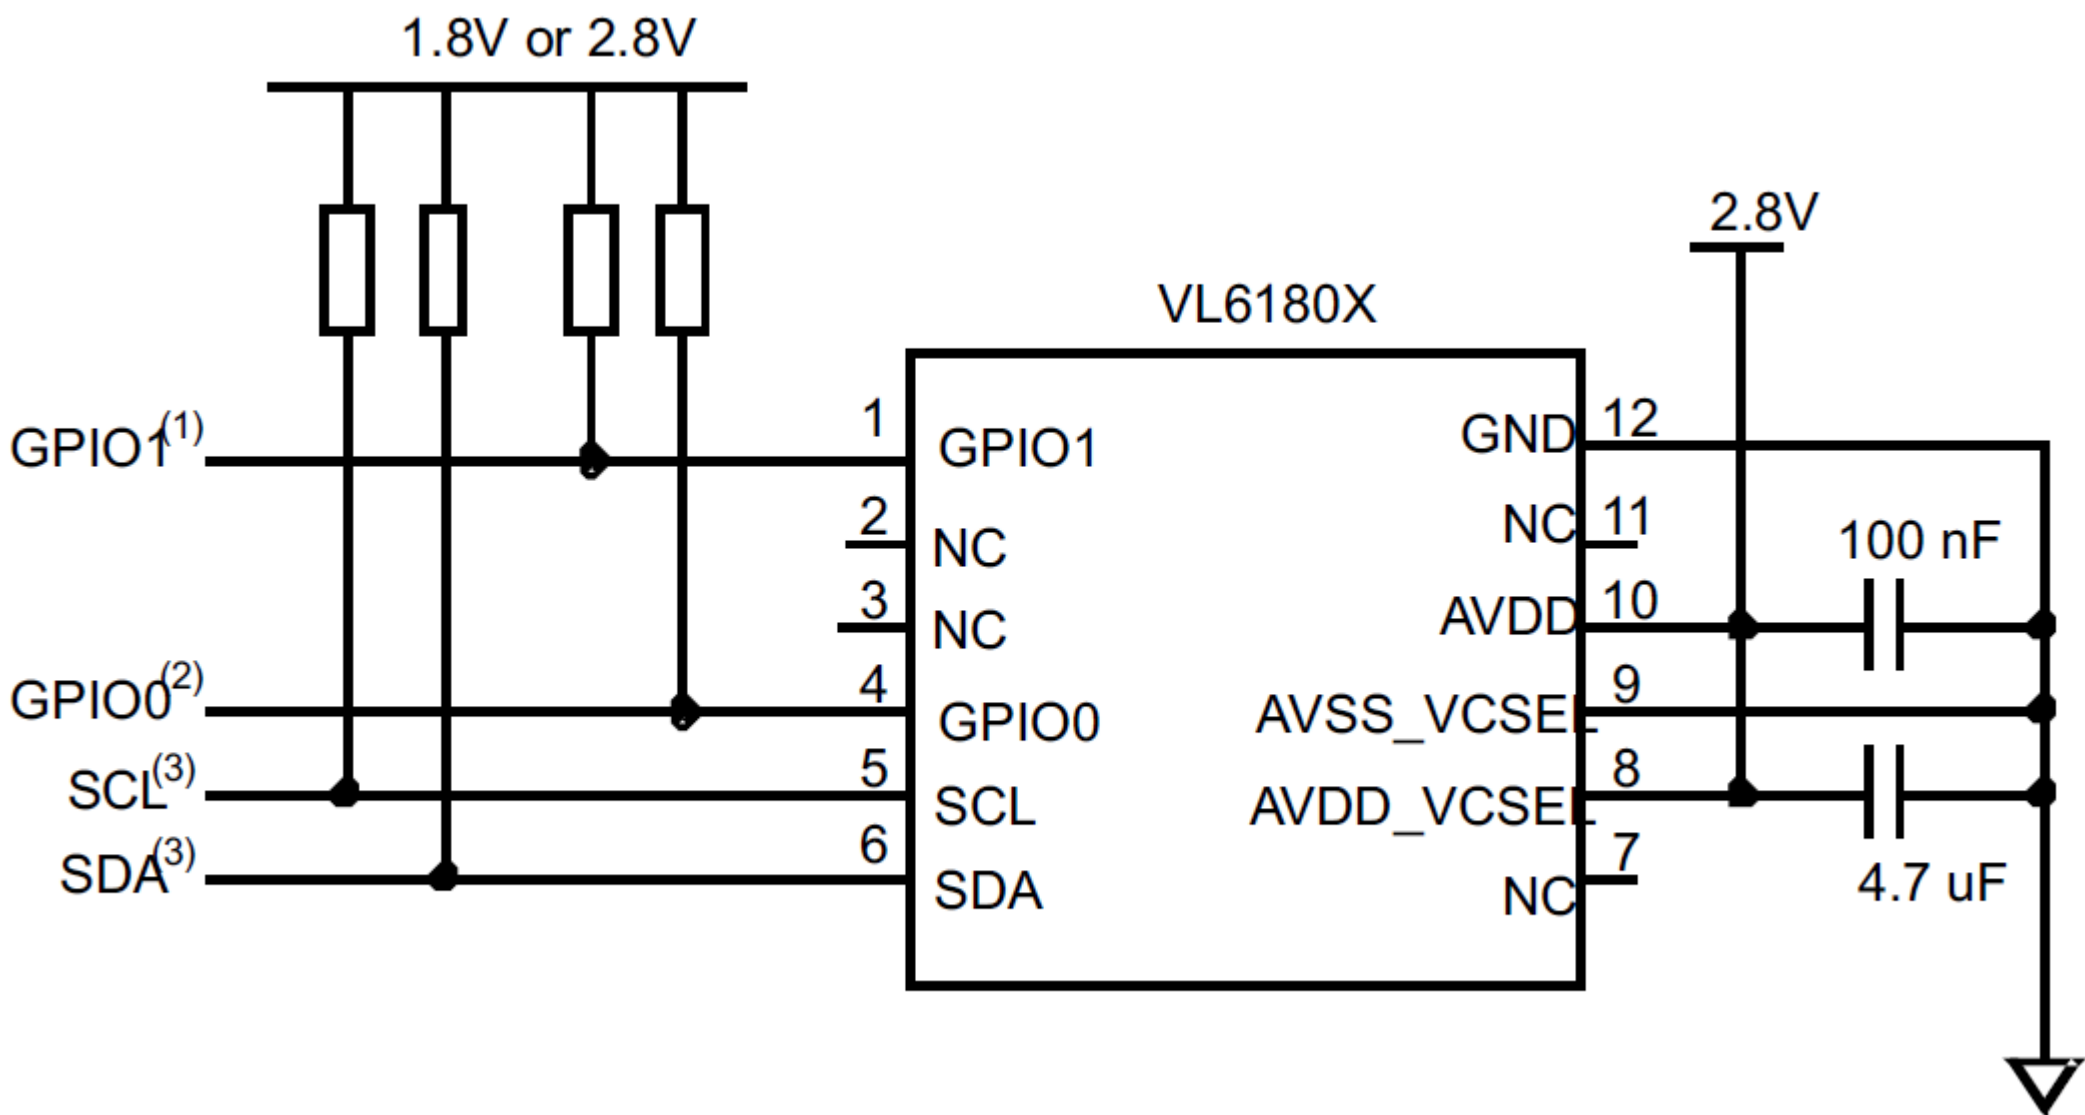 1.8V or 2.8V
2.8V
VL6180X
GPIO1(1)
1
GPIO1
GND
12
2
NC
NC
11
100 nF
3
NC
AVDD
10
GPIO0(2)
4
GPIO0
AVSS_VCSEL
9
SCL(3)
5
SCL
AVDD_VCSEL
8
SDA(3)
6
SDA
NC
7
4.7 uF